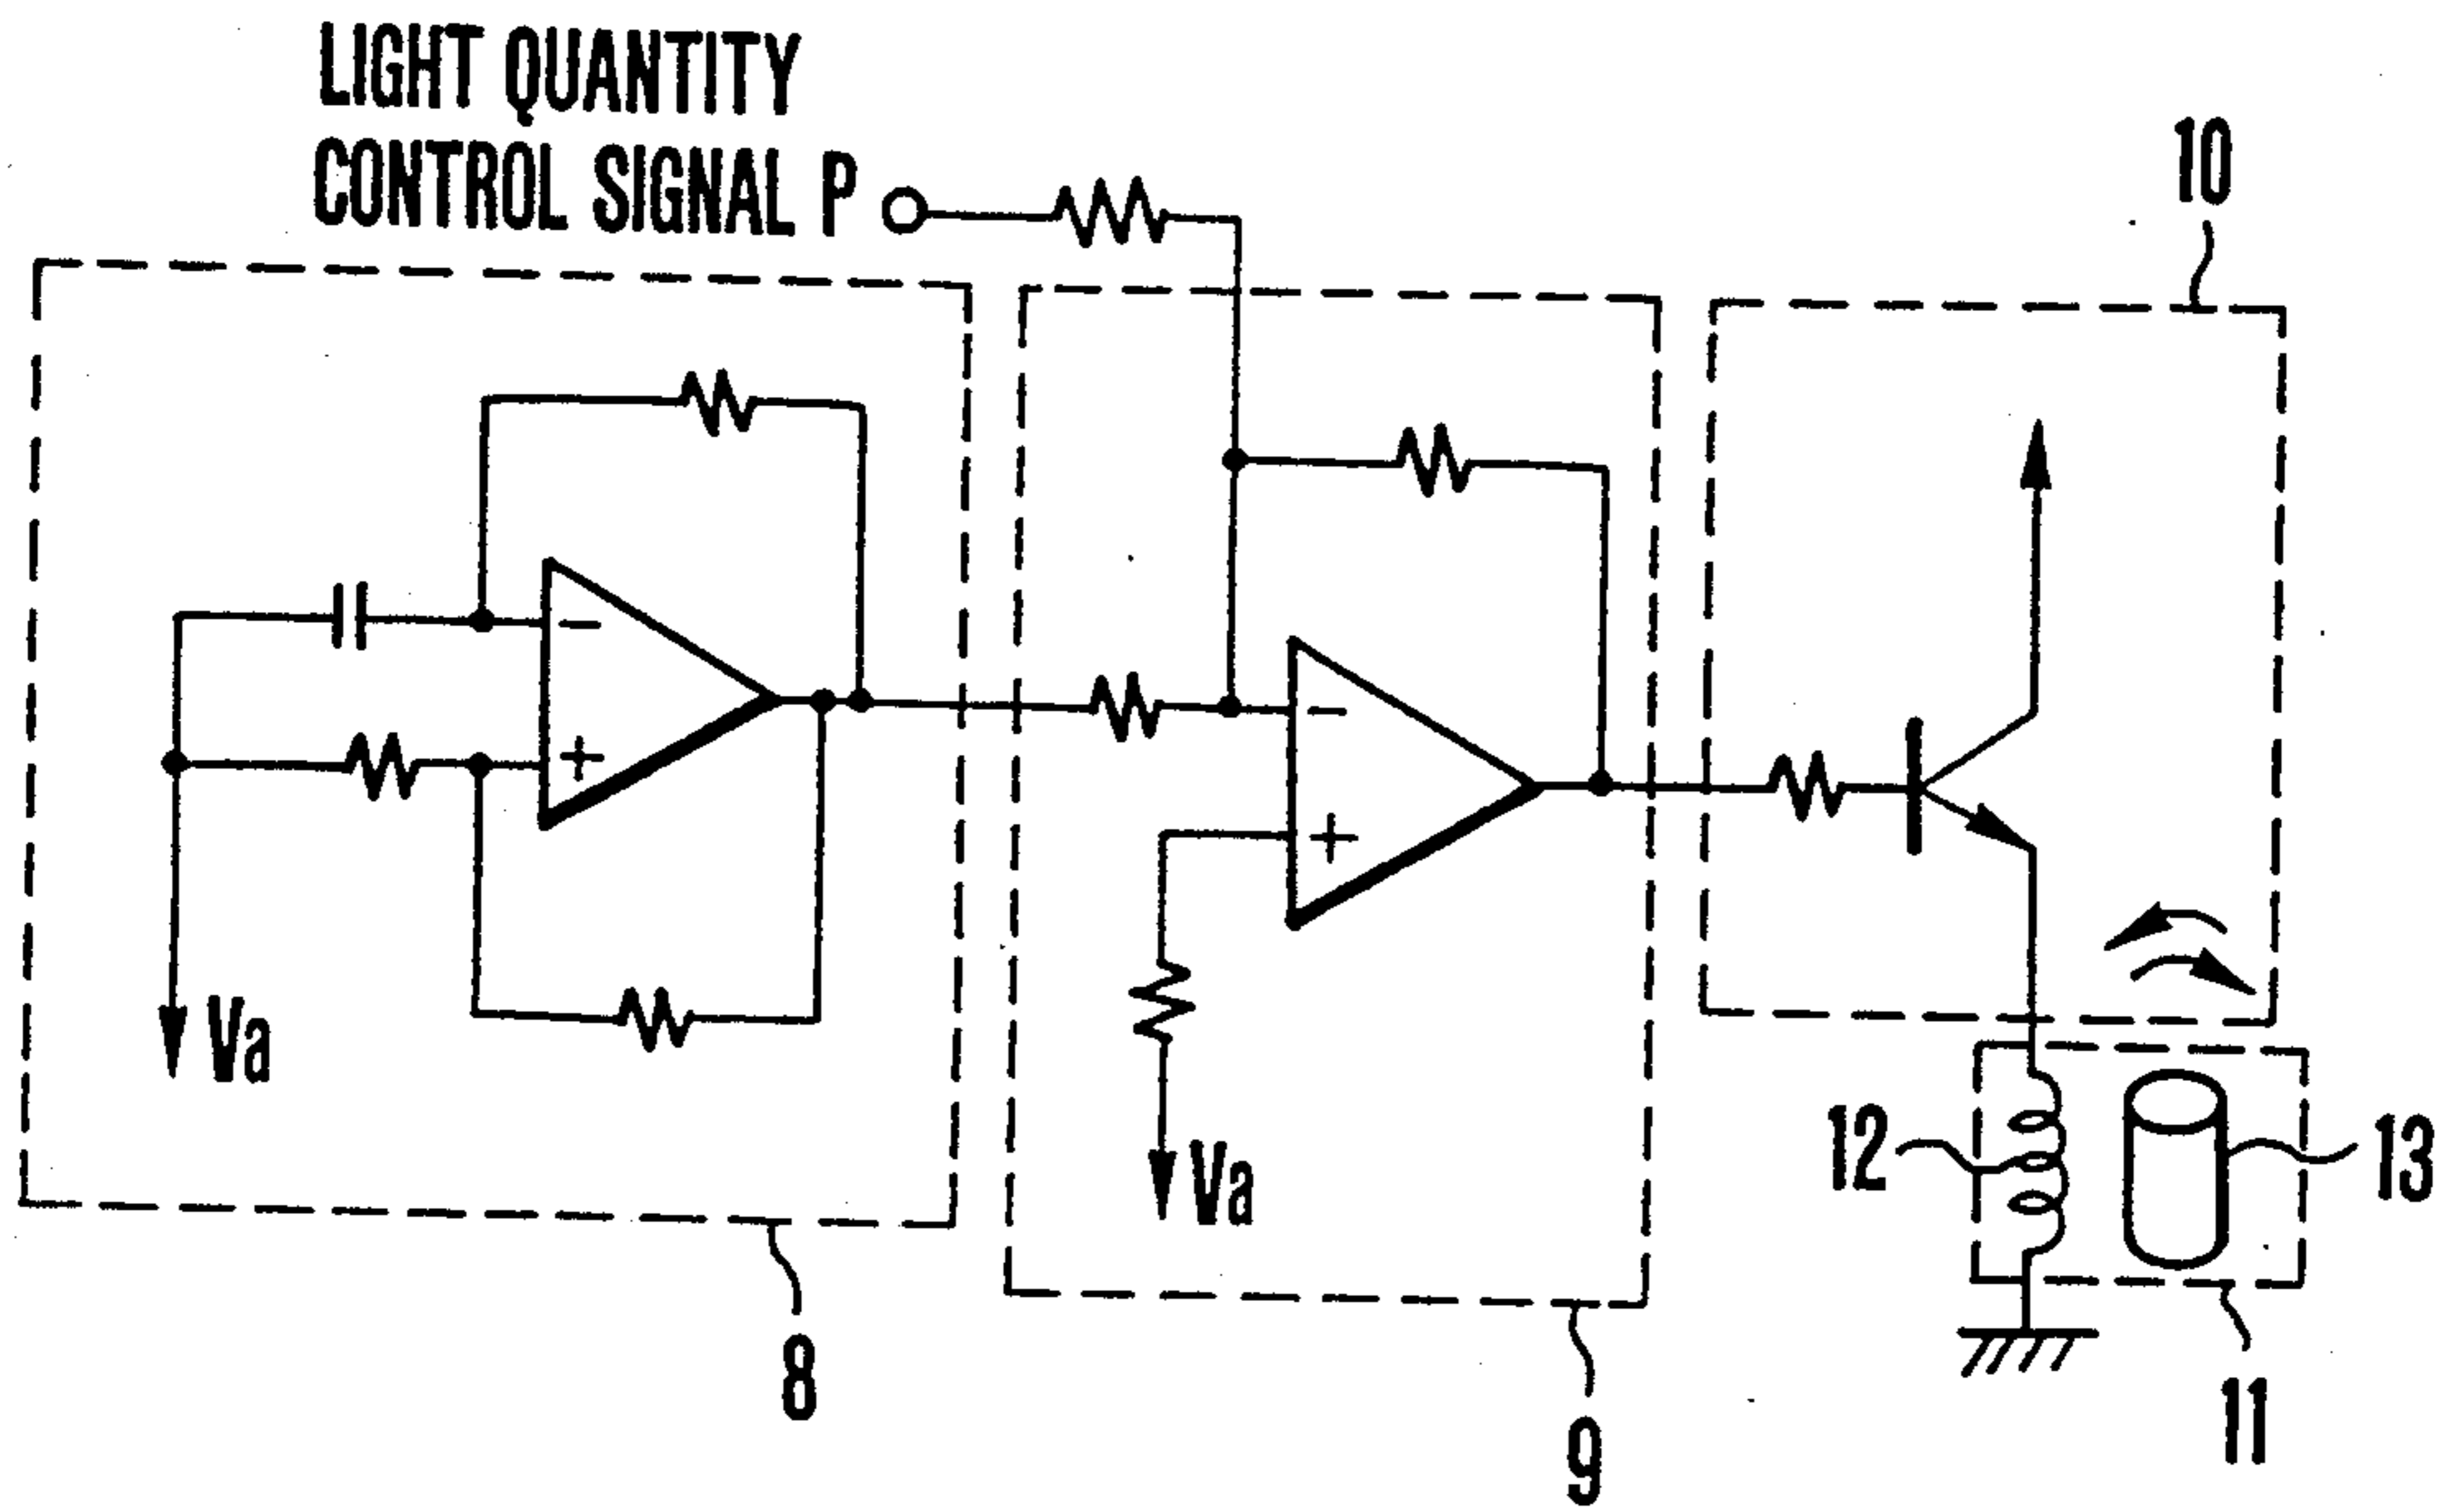 LIGHT QUANTITY
CONTROL SIGNAL P
10
−
+
Va
−
+
Va
12
13
8
9
11